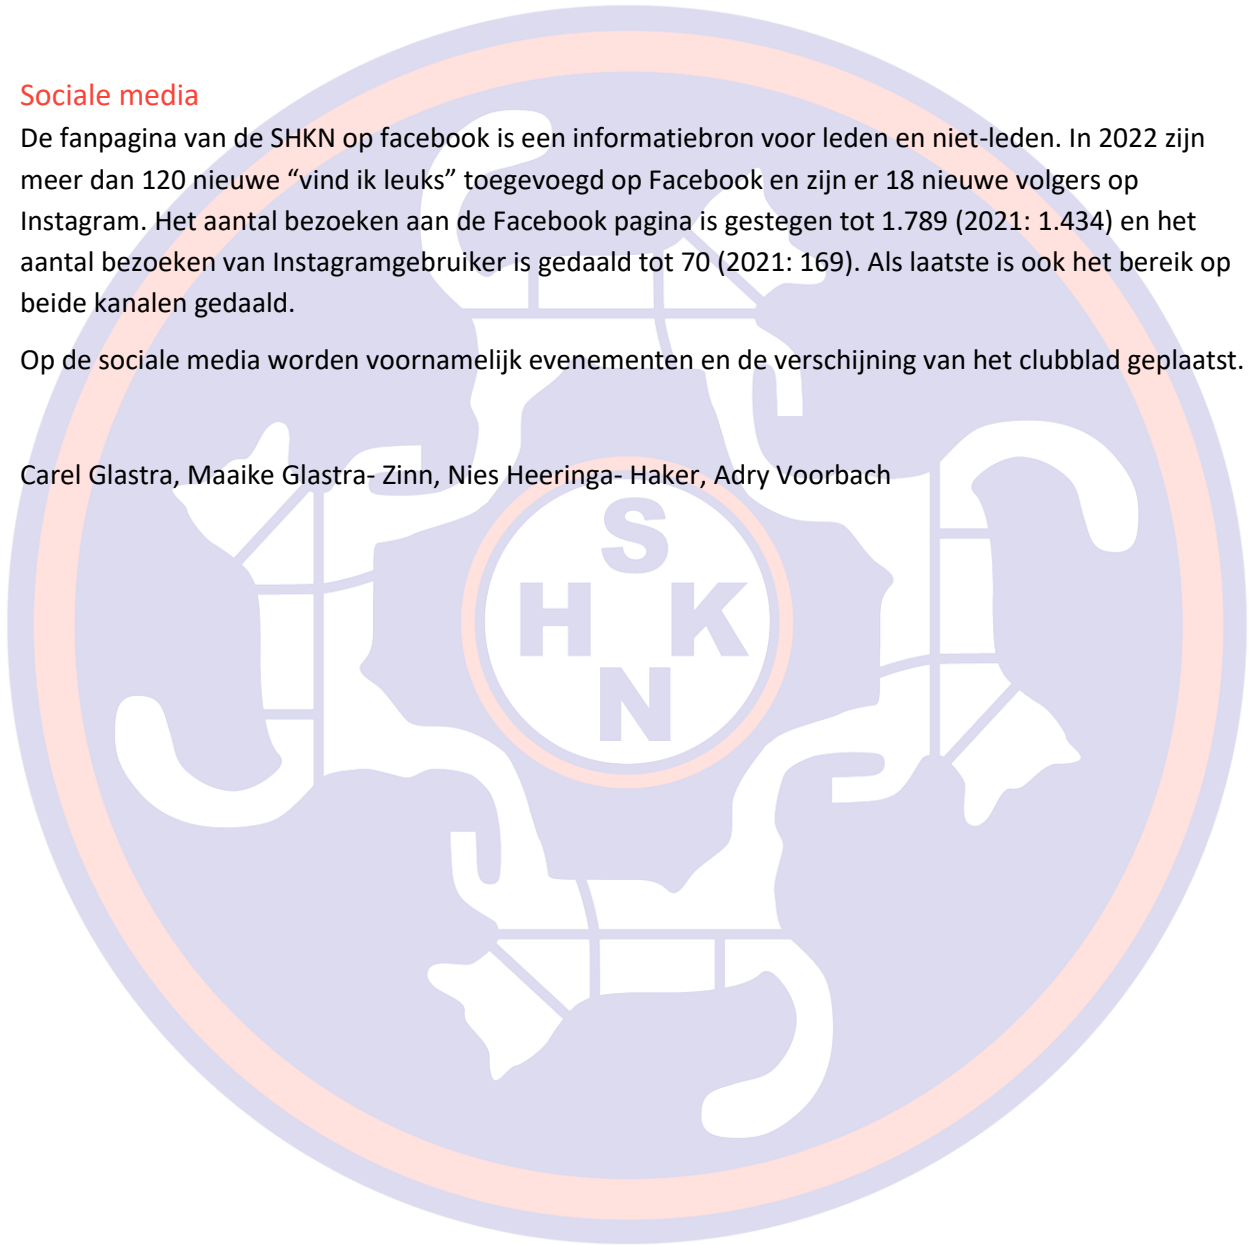 Sociale media
De fanpagina van de SHKN op facebook is een informatiebron voor leden en niet-leden. In 2022 zijn
meer dan 120 nieuwe “vind ik leuks” toegevoegd op Facebook en zijn er 18 nieuwe volgers op
Instagram. Het aantal bezoeken aan de Facebook pagina is gestegen tot 1.789 (2021: 1.434) en het
aantal bezoeken van Instagramgebruiker is gedaald tot 70 (2021: 169). Als laatste is ook het bereik op
beide kanalen gedaald.
Op de sociale media worden voornamelijk evenementen en de verschijning van het clubblad geplaatst.
Carel Glastra, Maaike Glastra- Zinn, Nies Heeringa- Haker, Adry Voorbach
S
H K
N